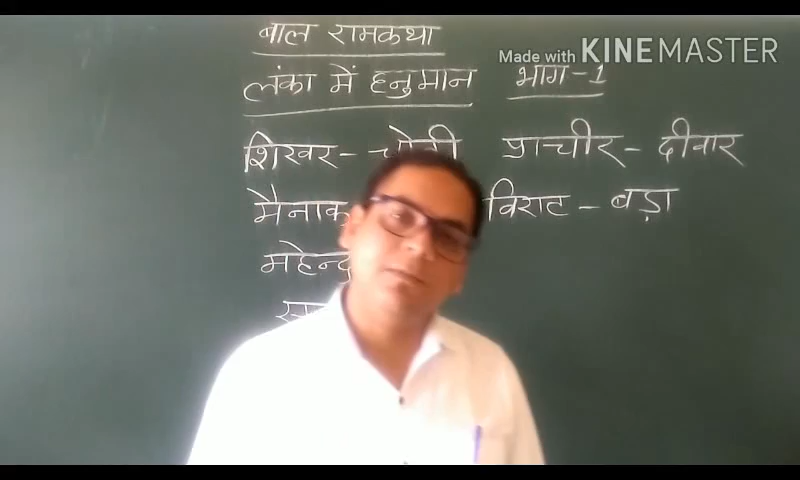 बाल रामकथा
Made with KINEMASTER
लंका में हनुमान भाग-1
शिखर - चोटी प्राचीर - दीवार
मैनाक विराट - बड़ा